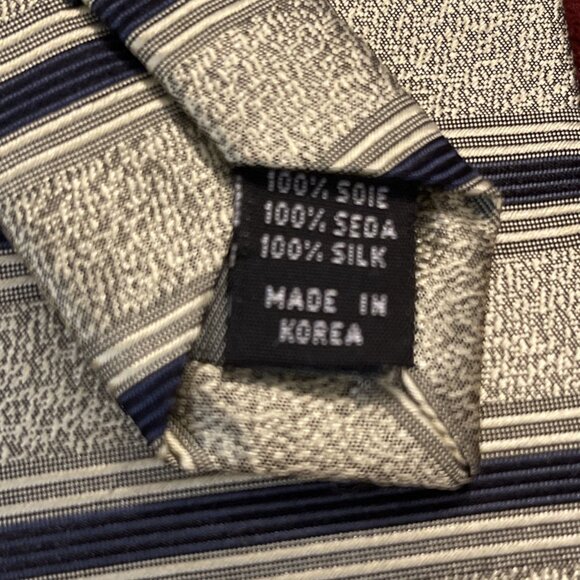 100% SOIE
100% SEDA
100% SILK
MADE IN
KOREA